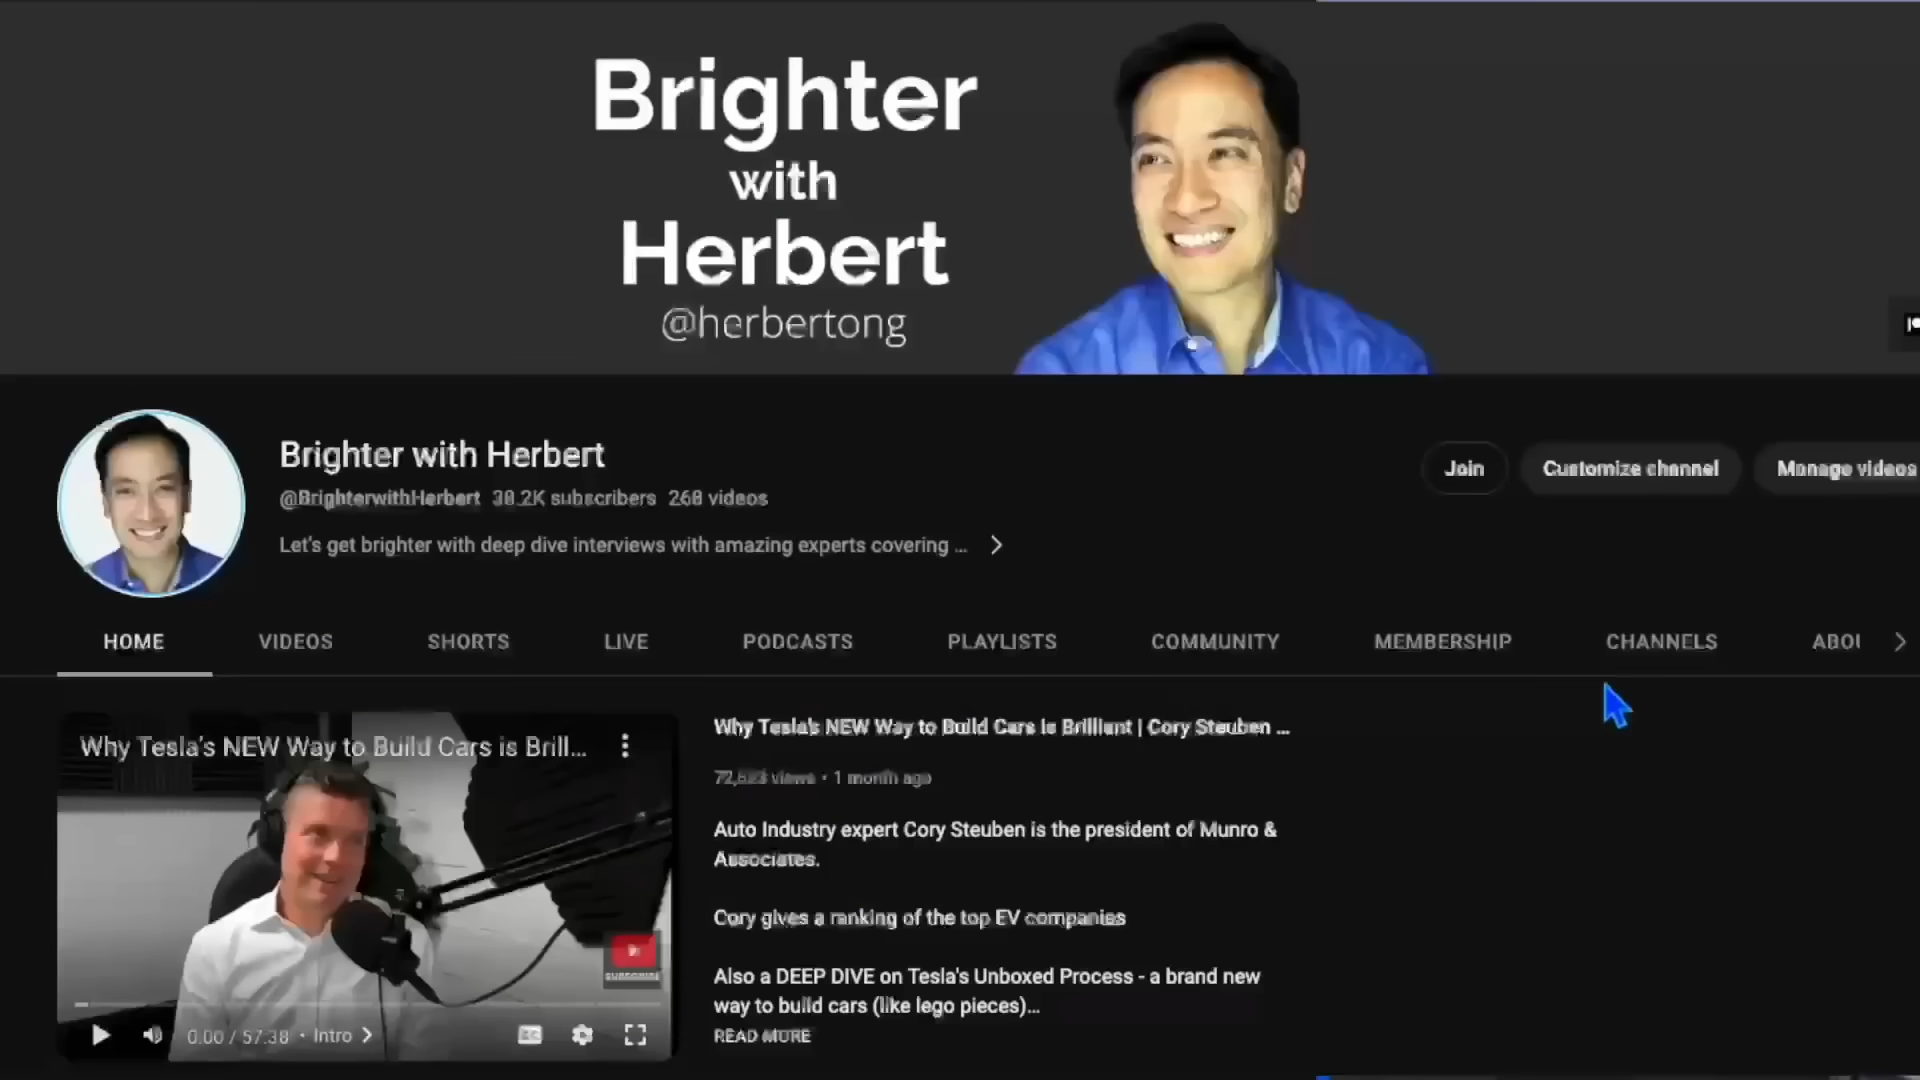 Brighter
with
Herbert
@herbertong
Brighter with Herbert
@BrighterwithHerbert 38.2K subscribers 268 videos
Let's get brighter with deep dive interviews with amazing experts covering ...
Join
Customize channel
Manage videos
HOME
VIDEOS
SHORTS
LIVE
PODCASTS
PLAYLISTS
COMMUNITY
MEMBERSHIP
CHANNELS
ABOU
Why Tesla's NEW Way to Build Cars is Brill...
SUBSCRIBE
0:00 / 57:38 • Intro
Why Tesla's NEW Way to Build Cars is Brilliant | Cory Steuben ...
views • 1 month ago
Auto Industry expert Cory Steuben is the president of Munro &
Associates.
Cory gives a ranking of the top EV companies
Also a DEEP DIVE on Tesla's Unboxed Process - a brand new
way to build cars (like lego pieces)...
READ MORE